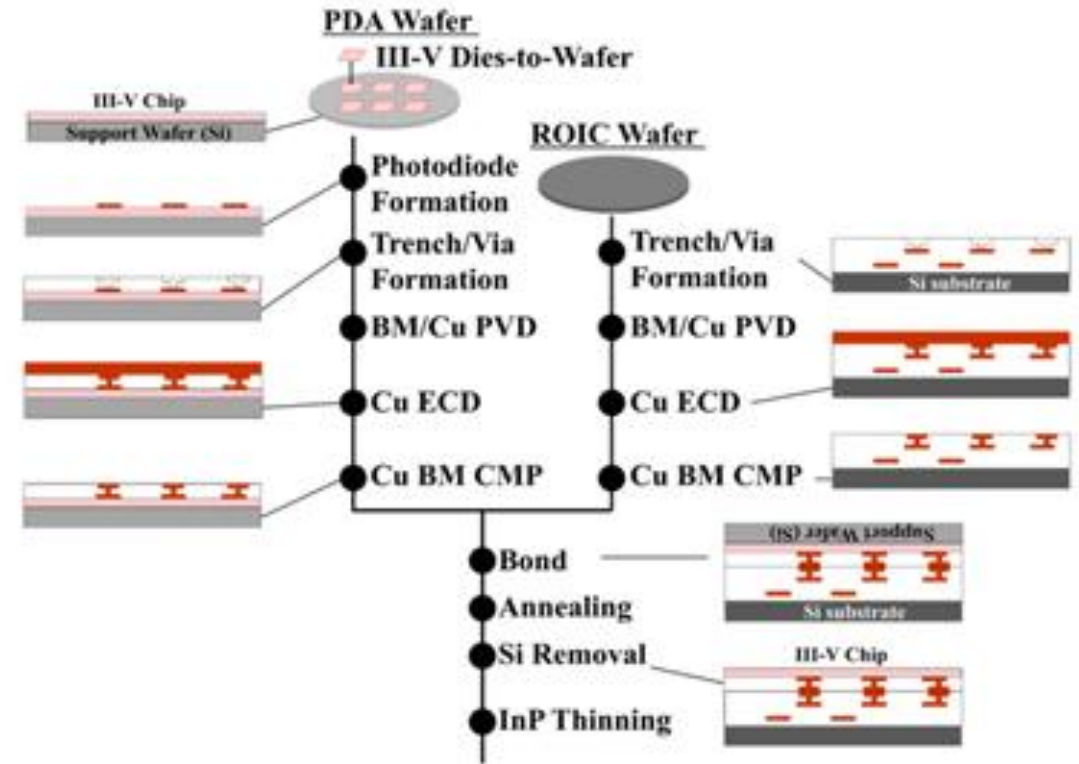 PDA Wafer
III-V Dies-to-Wafer
III-V Chip
Support Wafer (Si)
ROIC Wafer
Photodiode
Formation
Trench/Via
Formation
BM/Cu PVD
Cu ECD
Cu BM CMP
Trench/Via
Formation
Si substrate
BM/Cu PVD
Cu ECD
Cu BM CMP
Bond
Support Wafer (Si)
Si substrate
Annealing
Si Removal
III-V Chip
InP Thinning